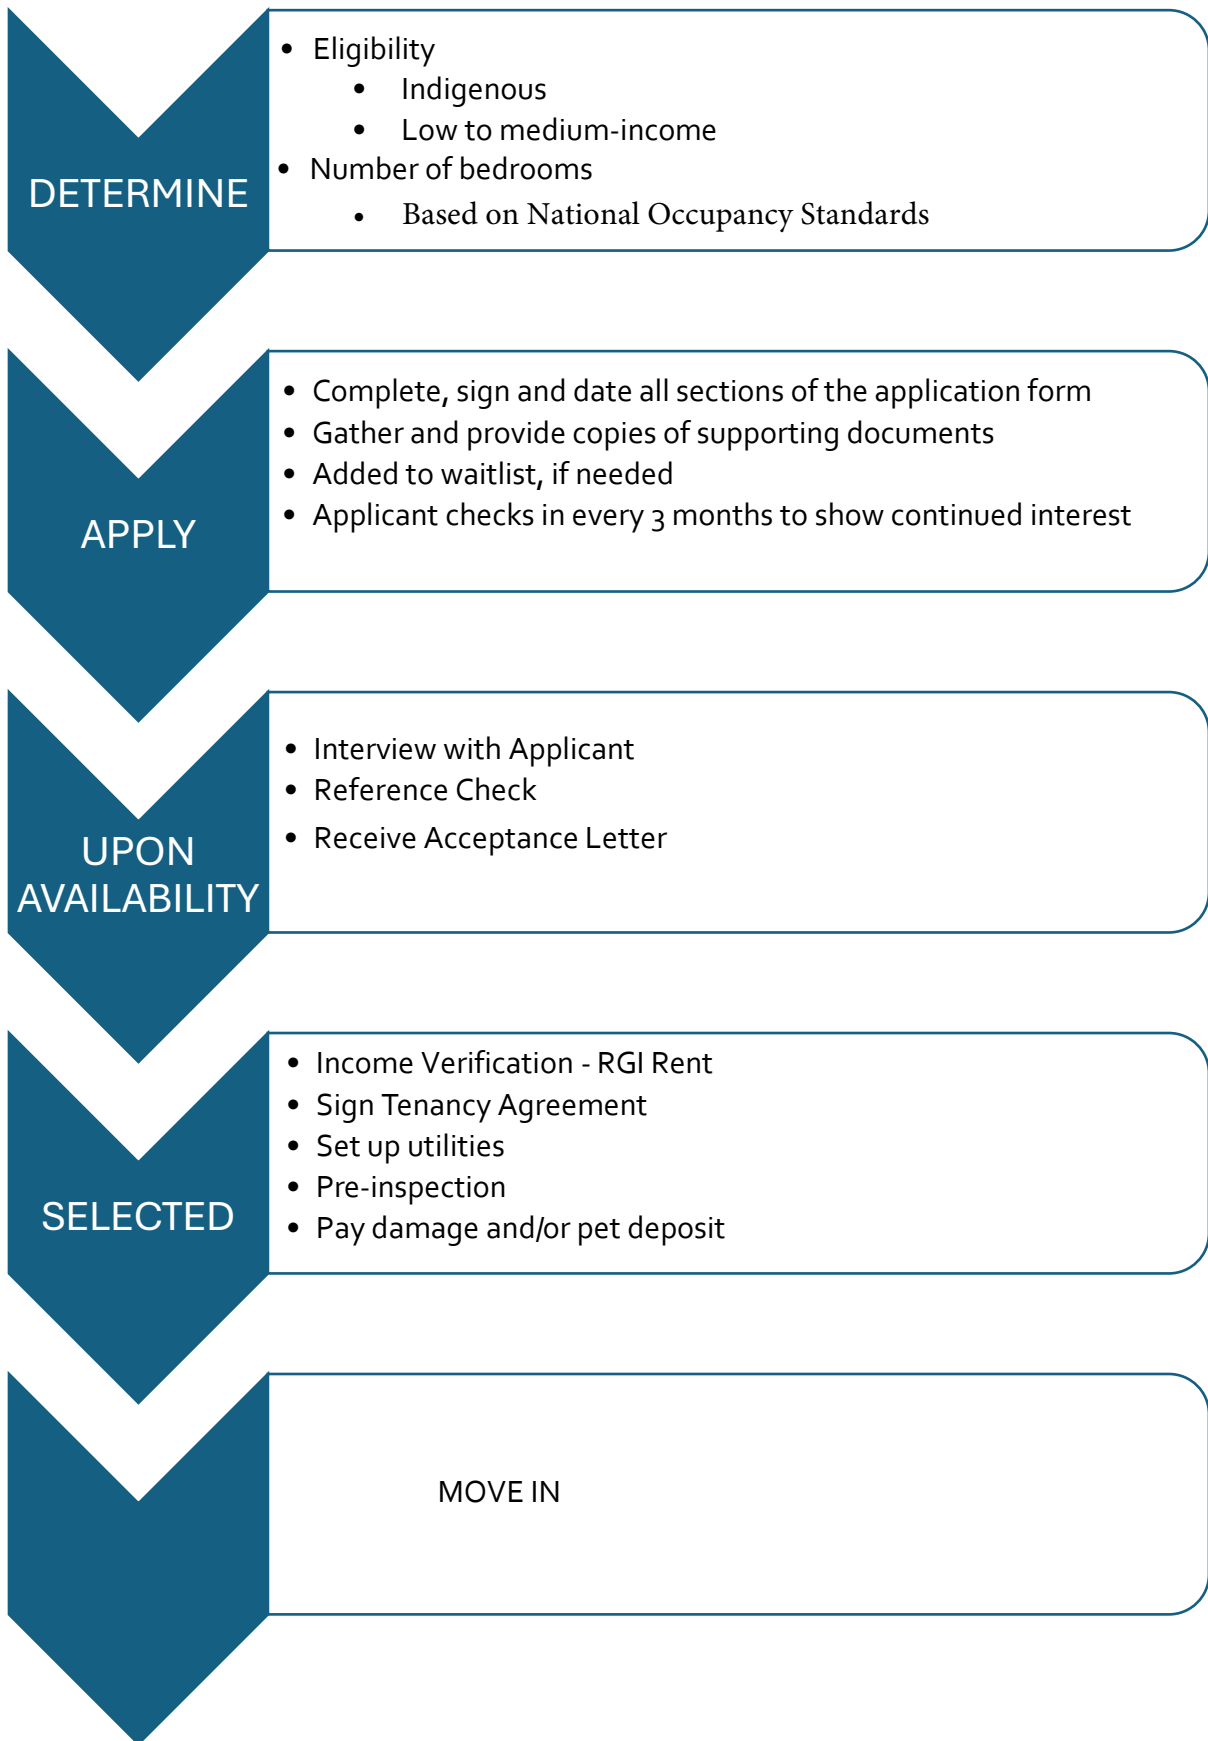 DETERMINE
• Eligibility
• Indigenous
• Low to medium-income
• Number of bedrooms
• Based on National Occupancy Standards
APPLY
• Complete, sign and date all sections of the application form
• Gather and provide copies of supporting documents
• Added to waitlist, if needed
• Applicant checks in every 3 months to show continued interest
UPON
AVAILABILITY
• Interview with Applicant
• Reference Check
• Receive Acceptance Letter
SELECTED
• Income Verification - RGI Rent
• Sign Tenancy Agreement
• Set up utilities
• Pre-inspection
• Pay damage and/or pet deposit
MOVE IN